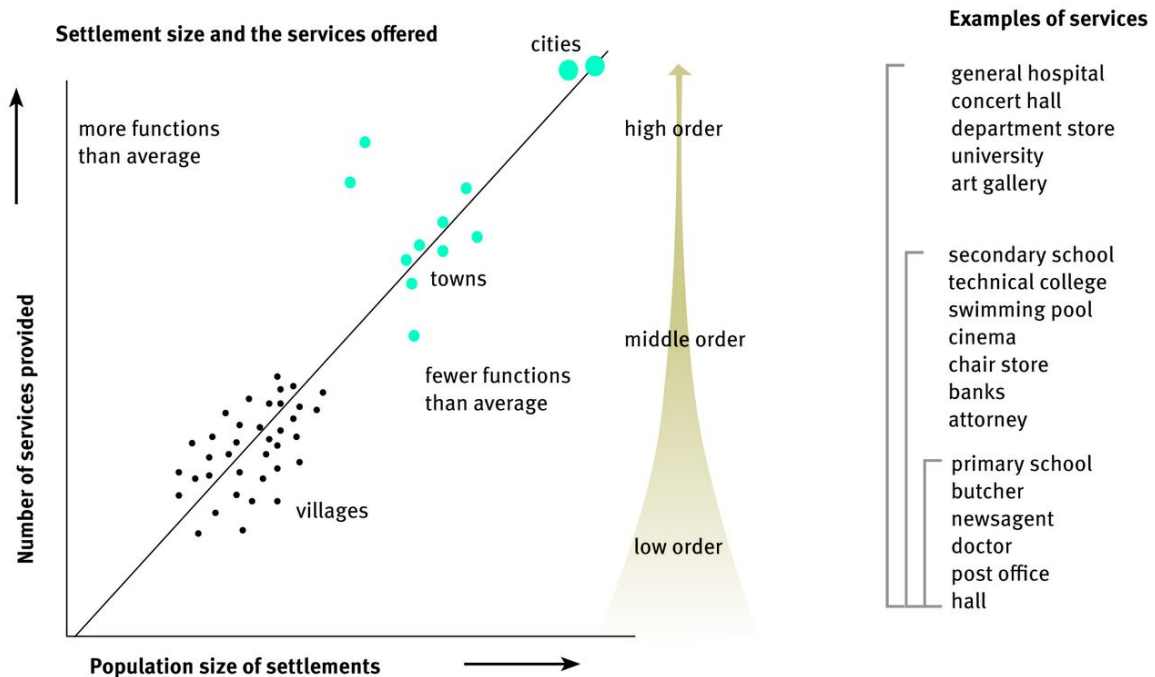 Settlement size and the services offered
cities
more functions
than average
towns
fewer functions
than average
villages
Number of services provided
Population size of settlements
high order
middle order
low order
Examples of services
general hospital
concert hall
department store
university
art gallery
secondary school
technical college
swimming pool
cinema
chair store
banks
attorney
primary school
butcher
newsagent
doctor
post office
hall